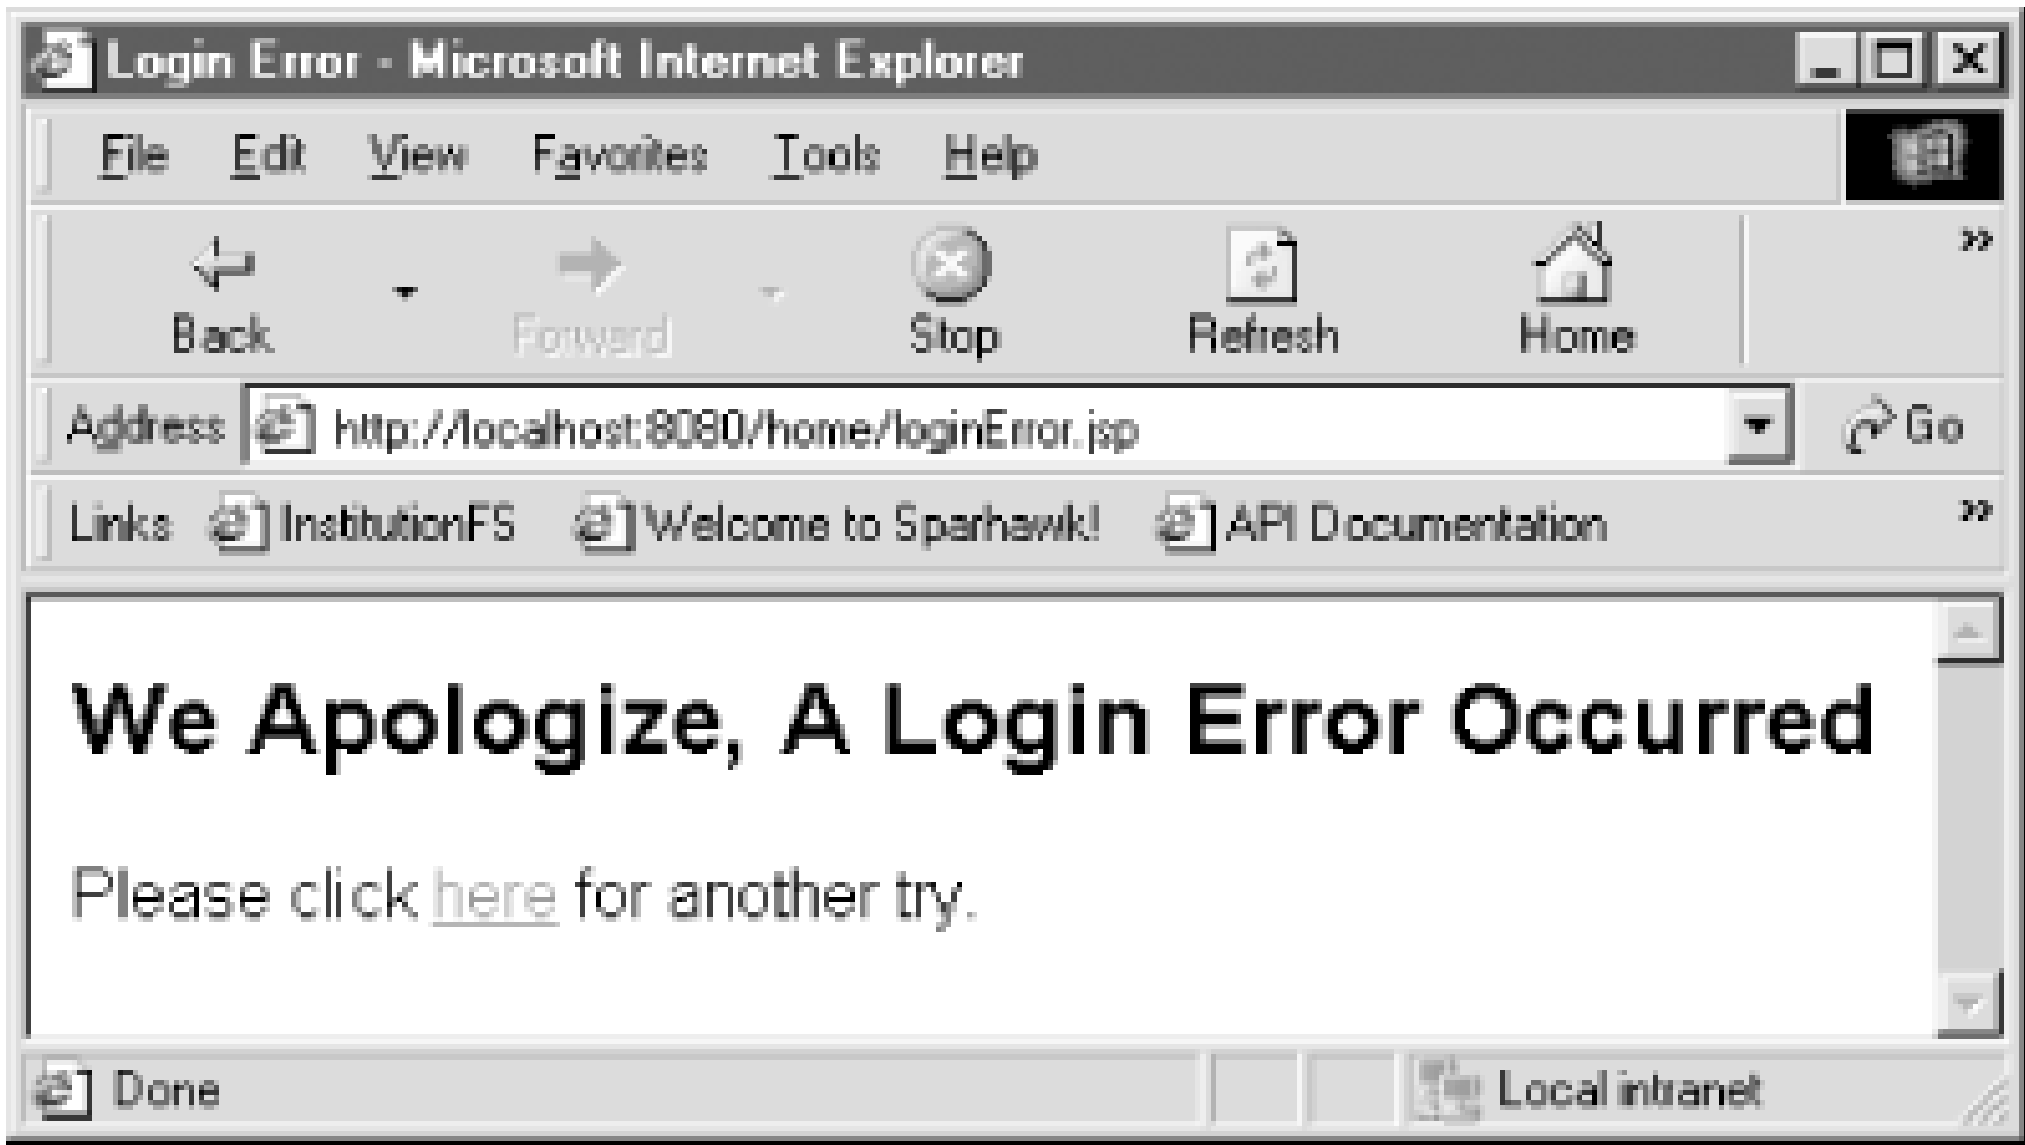 Login Error - Microsoft Internet Explorer
File Edit View Favorites Tools Help
Back Forward Stop Refresh Home »
Address http://localhost:8080/home/loginError.jsp Go
Links InstitutionFS Welcome to Sparhawk! API Documentation »
We Apologize, A Login Error Occurred
Please click here for another try.
Done Local intranet